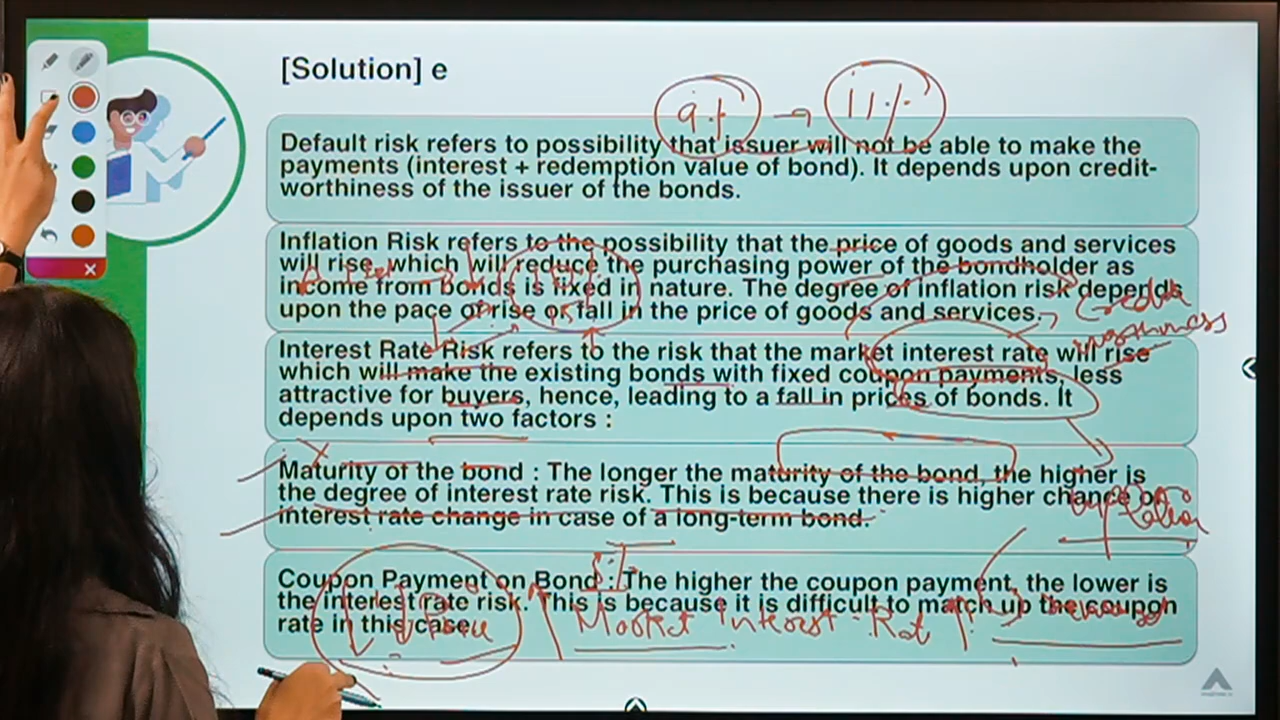 [Solution] e
9% → 11%
Default risk refers to possibility that issuer will not be able to make the
payments (interest + redemption value of bond). It depends upon credit-
worthiness of the issuer of the bonds.
Inflation Risk refers to the possibility that the price of goods and services
will rise, which will reduce the purchasing power of the bondholder as
income from bonds is fixed in nature. The degree of inflation risk depends
upon the pace of rise or fall in the price of goods and services.
Interest Rate Risk refers to the risk that the market interest rate will rise
which will make the existing bonds with fixed coupon payments, less
attractive for buyers, hence, leading to a fall in prices of bonds. It
depends upon two factors :
Maturity of the bond : The longer the maturity of the bond, the higher is
the degree of interest rate risk. This is because there is higher chance of
interest rate change in case of a long-term bond.
Coupon Payment on Bond : The higher the coupon payment, the lower is
the interest rate risk. This is because it is difficult to match up the coupon
rate in this case.
Market Interest - Rat